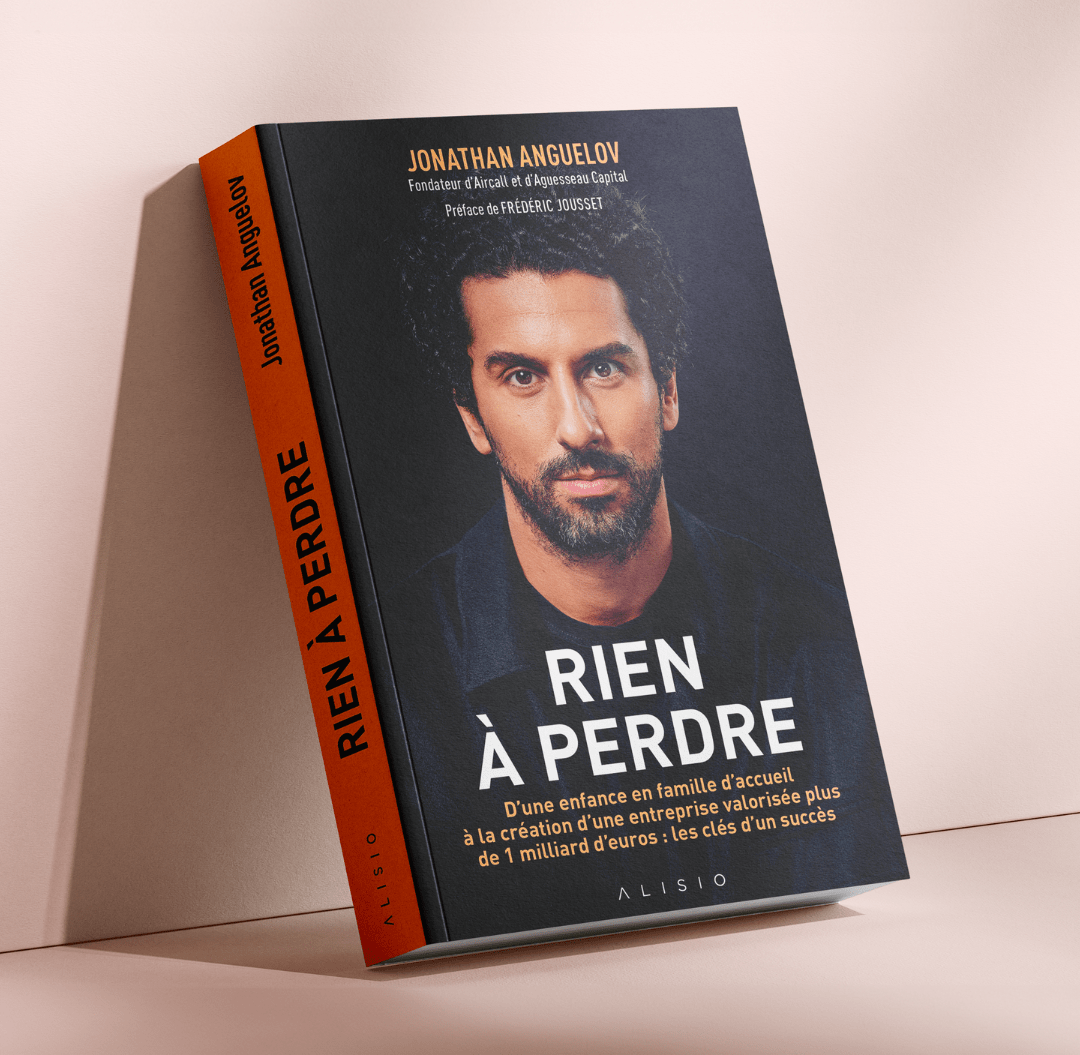 JONATHAN ANGUELOV
Fondateur d'Aircall et d'Aguesseau Capital
Préface de FRÉDÉRIC JOUSSET
RIEN
À PERDRE
D'une enfance en famille d'accueil
à la création d'une entreprise valorisée plus
de 1 milliard d'euros : les clés d'un succès
ALISIO
Jonathan Anguelov
RIEN À PERDRE
ALISIO